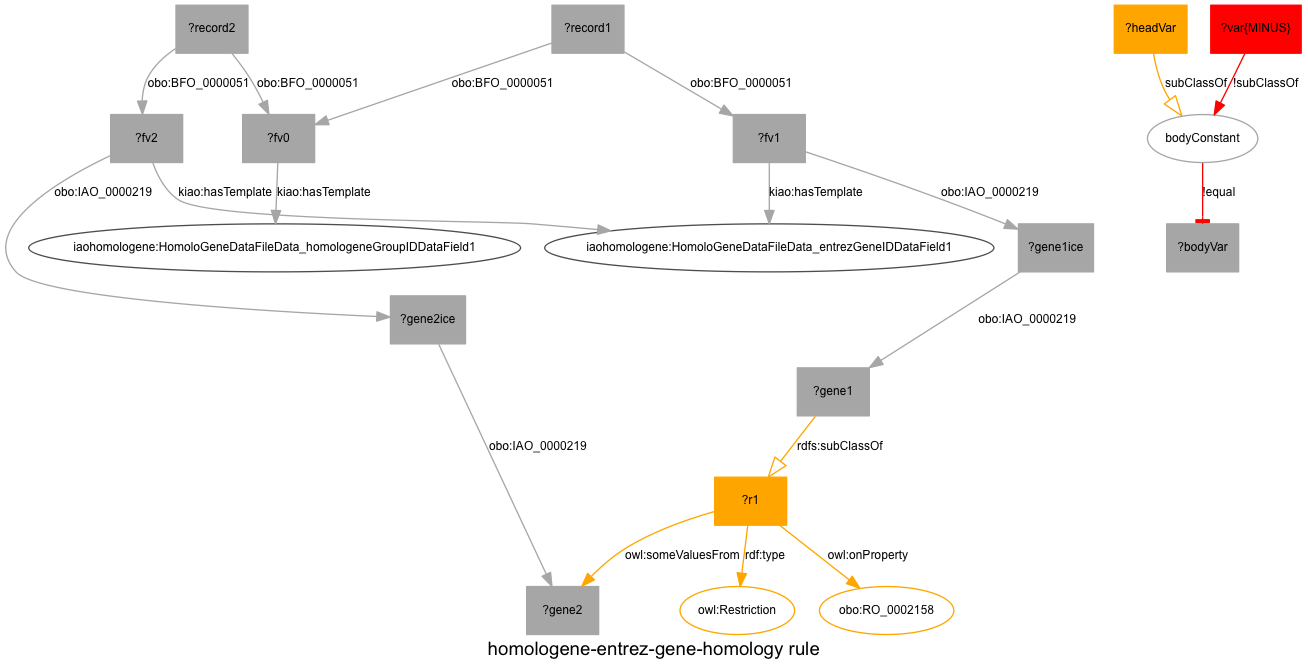 ?record2
?record1
?headVar
?var{MINUS}
obo:BFO_0000051
obo:BFO_0000051
obo:BFO_0000051
obo:BFO_0000051
subClassOf
!subClassOf
?fv2
?fv0
?fv1
bodyConstant
obo:IAO_0000219
kiao:hasTemplate
kiao:hasTemplate
kiao:hasTemplate
obo:IAO_0000219
!equal
iaohomologene:HomoloGeneDataFileData_homologeneGroupIDDataField1
iaohomologene:HomoloGeneDataFileData_entrezGeneIDDataField1
?gene1ice
?bodyVar
?gene2ice
obo:IAO_0000219
?gene1
obo:IAO_0000219
rdfs:subClassOf
?r1
owl:someValuesFrom
rdf:type
owl:onProperty
?gene2
owl:Restriction
obo:RO_0002158
homologene-entrez-gene-homology rule